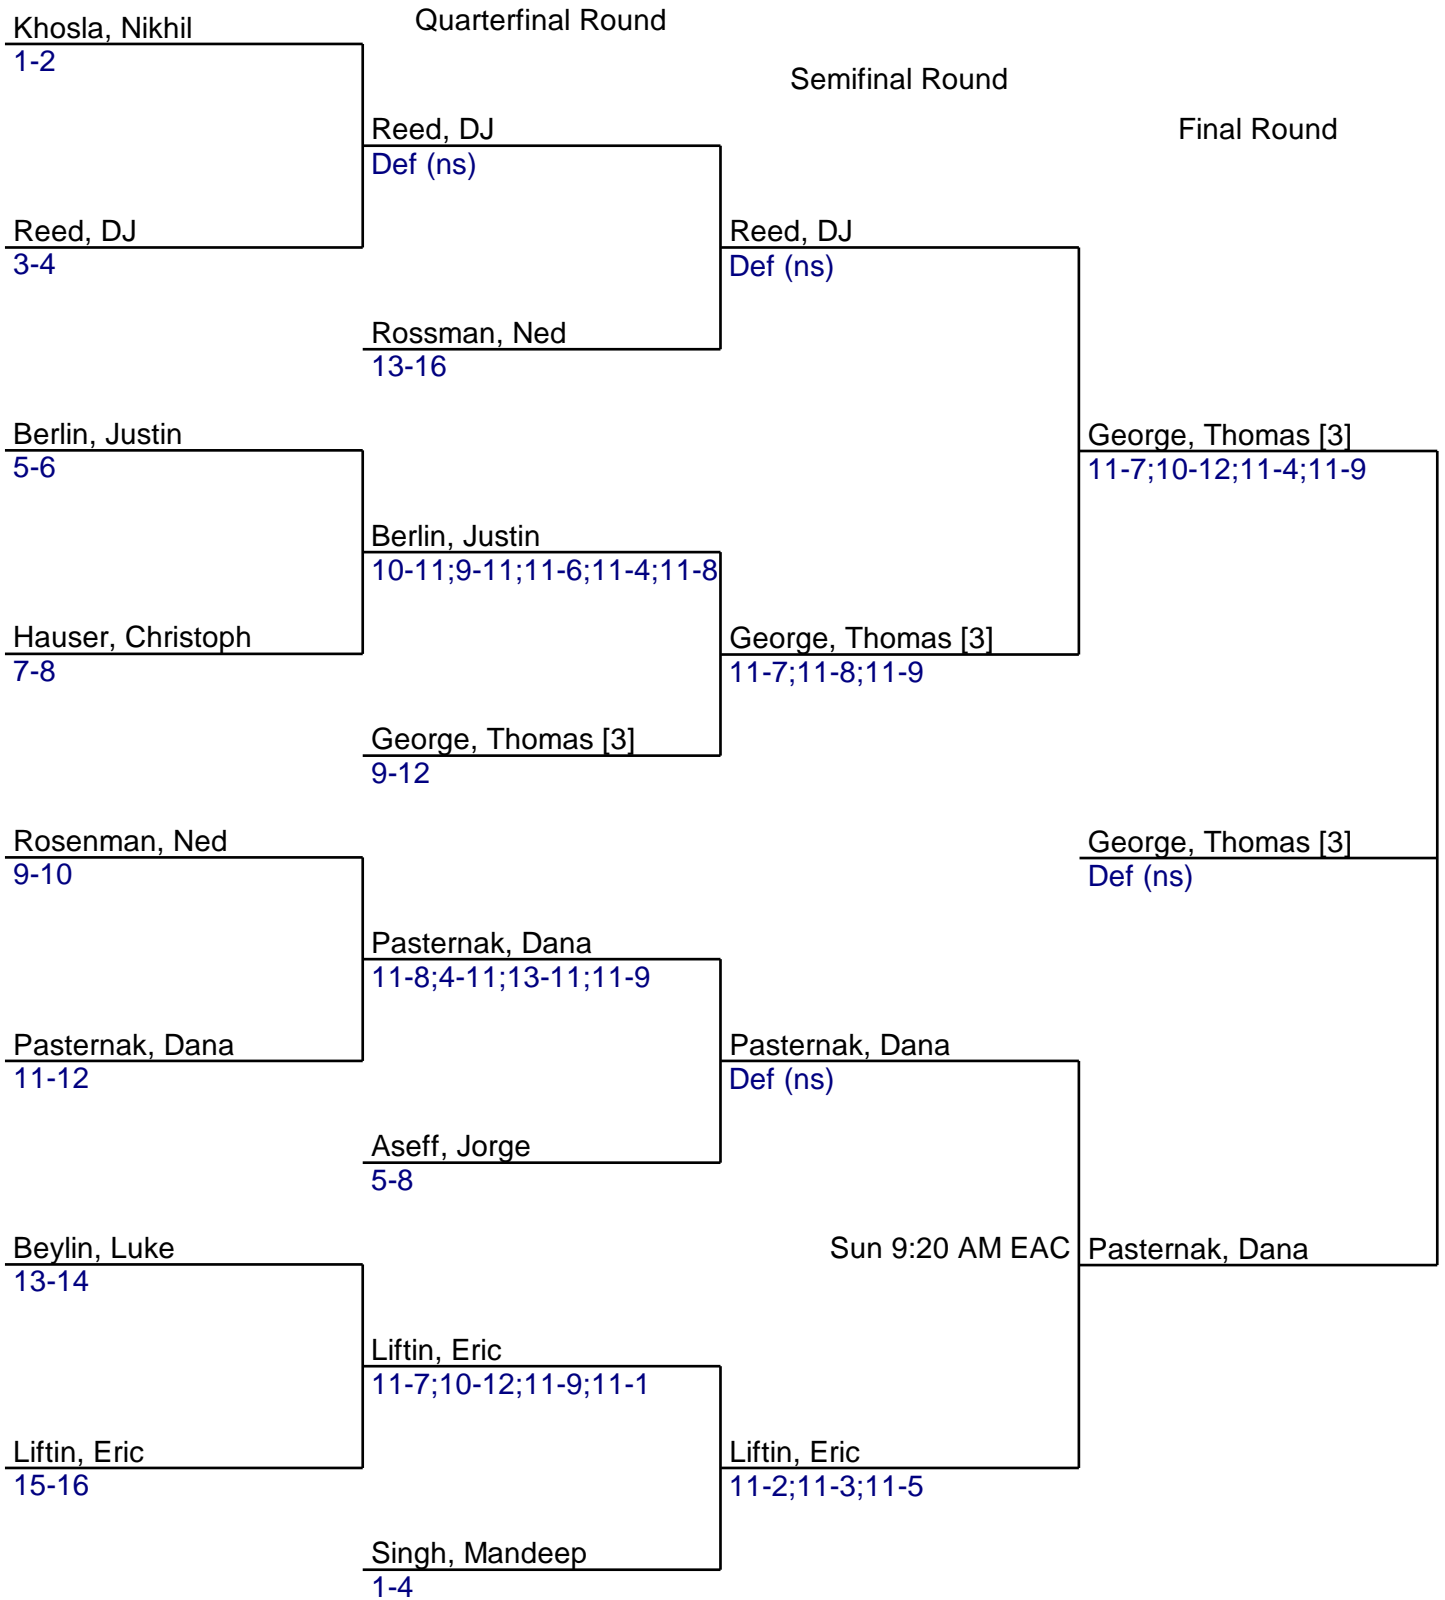 Khosla, Nikhil
Quarterfinal Round
1-2
Semifinal Round
Reed, DJ
Final Round
Def (ns)
Reed, DJ
Reed, DJ
3-4
Def (ns)
Rossman, Ned
13-16
Berlin, Justin
George, Thomas [3]
5-6
11-7;10-12;11-4;11-9
Berlin, Justin
10-11;9-11;11-6;11-4;11-8
Hauser, Christoph
George, Thomas [3]
7-8
11-7;11-8;11-9
George, Thomas [3]
9-12
Rosenman, Ned
George, Thomas [3]
9-10
Def (ns)
Pasternak, Dana
11-8;4-11;13-11;11-9
Pasternak, Dana
Pasternak, Dana
11-12
Def (ns)
Aseff, Jorge
5-8
Beylin, Luke
Sun 9:20 AM EAC
Pasternak, Dana
13-14
Liftin, Eric
11-7;10-12;11-9;11-1
Liftin, Eric
Liftin, Eric
15-16
11-2;11-3;11-5
Singh, Mandeep
1-4